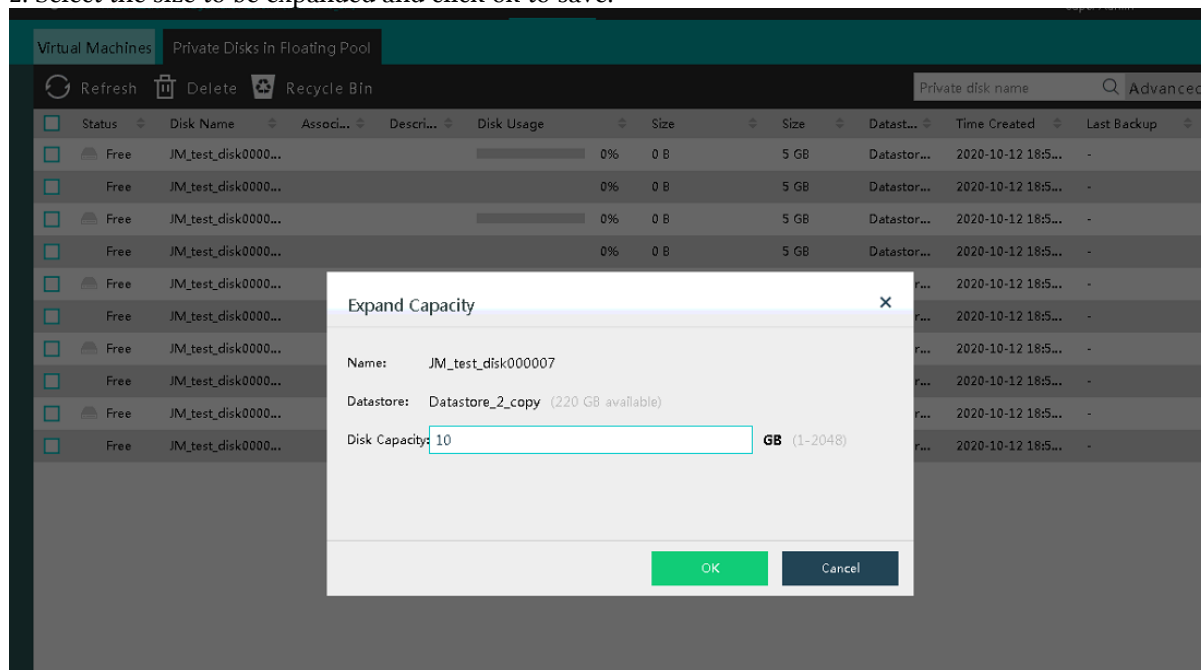 2. Select the size to be expanded and click ok to save.
Virtual Machines Private Disks in Floating Pool
Refresh Delete Recycle Bin Private disk name Advanced
Status Disk Name Associ... Descri... Disk Usage Size Size Datast... Time Created Last Backup
Free JM_test_disk0000... 0% 0 B 5 GB Datastor... 2020-10-12 18:5... -
Free JM_test_disk0000... 0% 0 B 5 GB Datastor... 2020-10-12 18:5... -
Free JM_test_disk0000... 0% 0 B 5 GB Datastor... 2020-10-12 18:5... -
Free JM_test_disk0000... 0% 0 B 5 GB Datastor... 2020-10-12 18:5... -
Free JM_test_disk0000... r... 2020-10-12 18:5... -
Free JM_test_disk0000... r... 2020-10-12 18:5... -
Free JM_test_disk0000... r... 2020-10-12 18:5... -
Free JM_test_disk0000... r... 2020-10-12 18:5... -
Free JM_test_disk0000... r... 2020-10-12 18:5... -
Free JM_test_disk0000... r... 2020-10-12 18:5... -
Expand Capacity
Name: JM_test_disk000007
Datastore: Datastore_2_copy (220 GB available)
Disk Capacity: 10 GB (1-2048)
OK Cancel